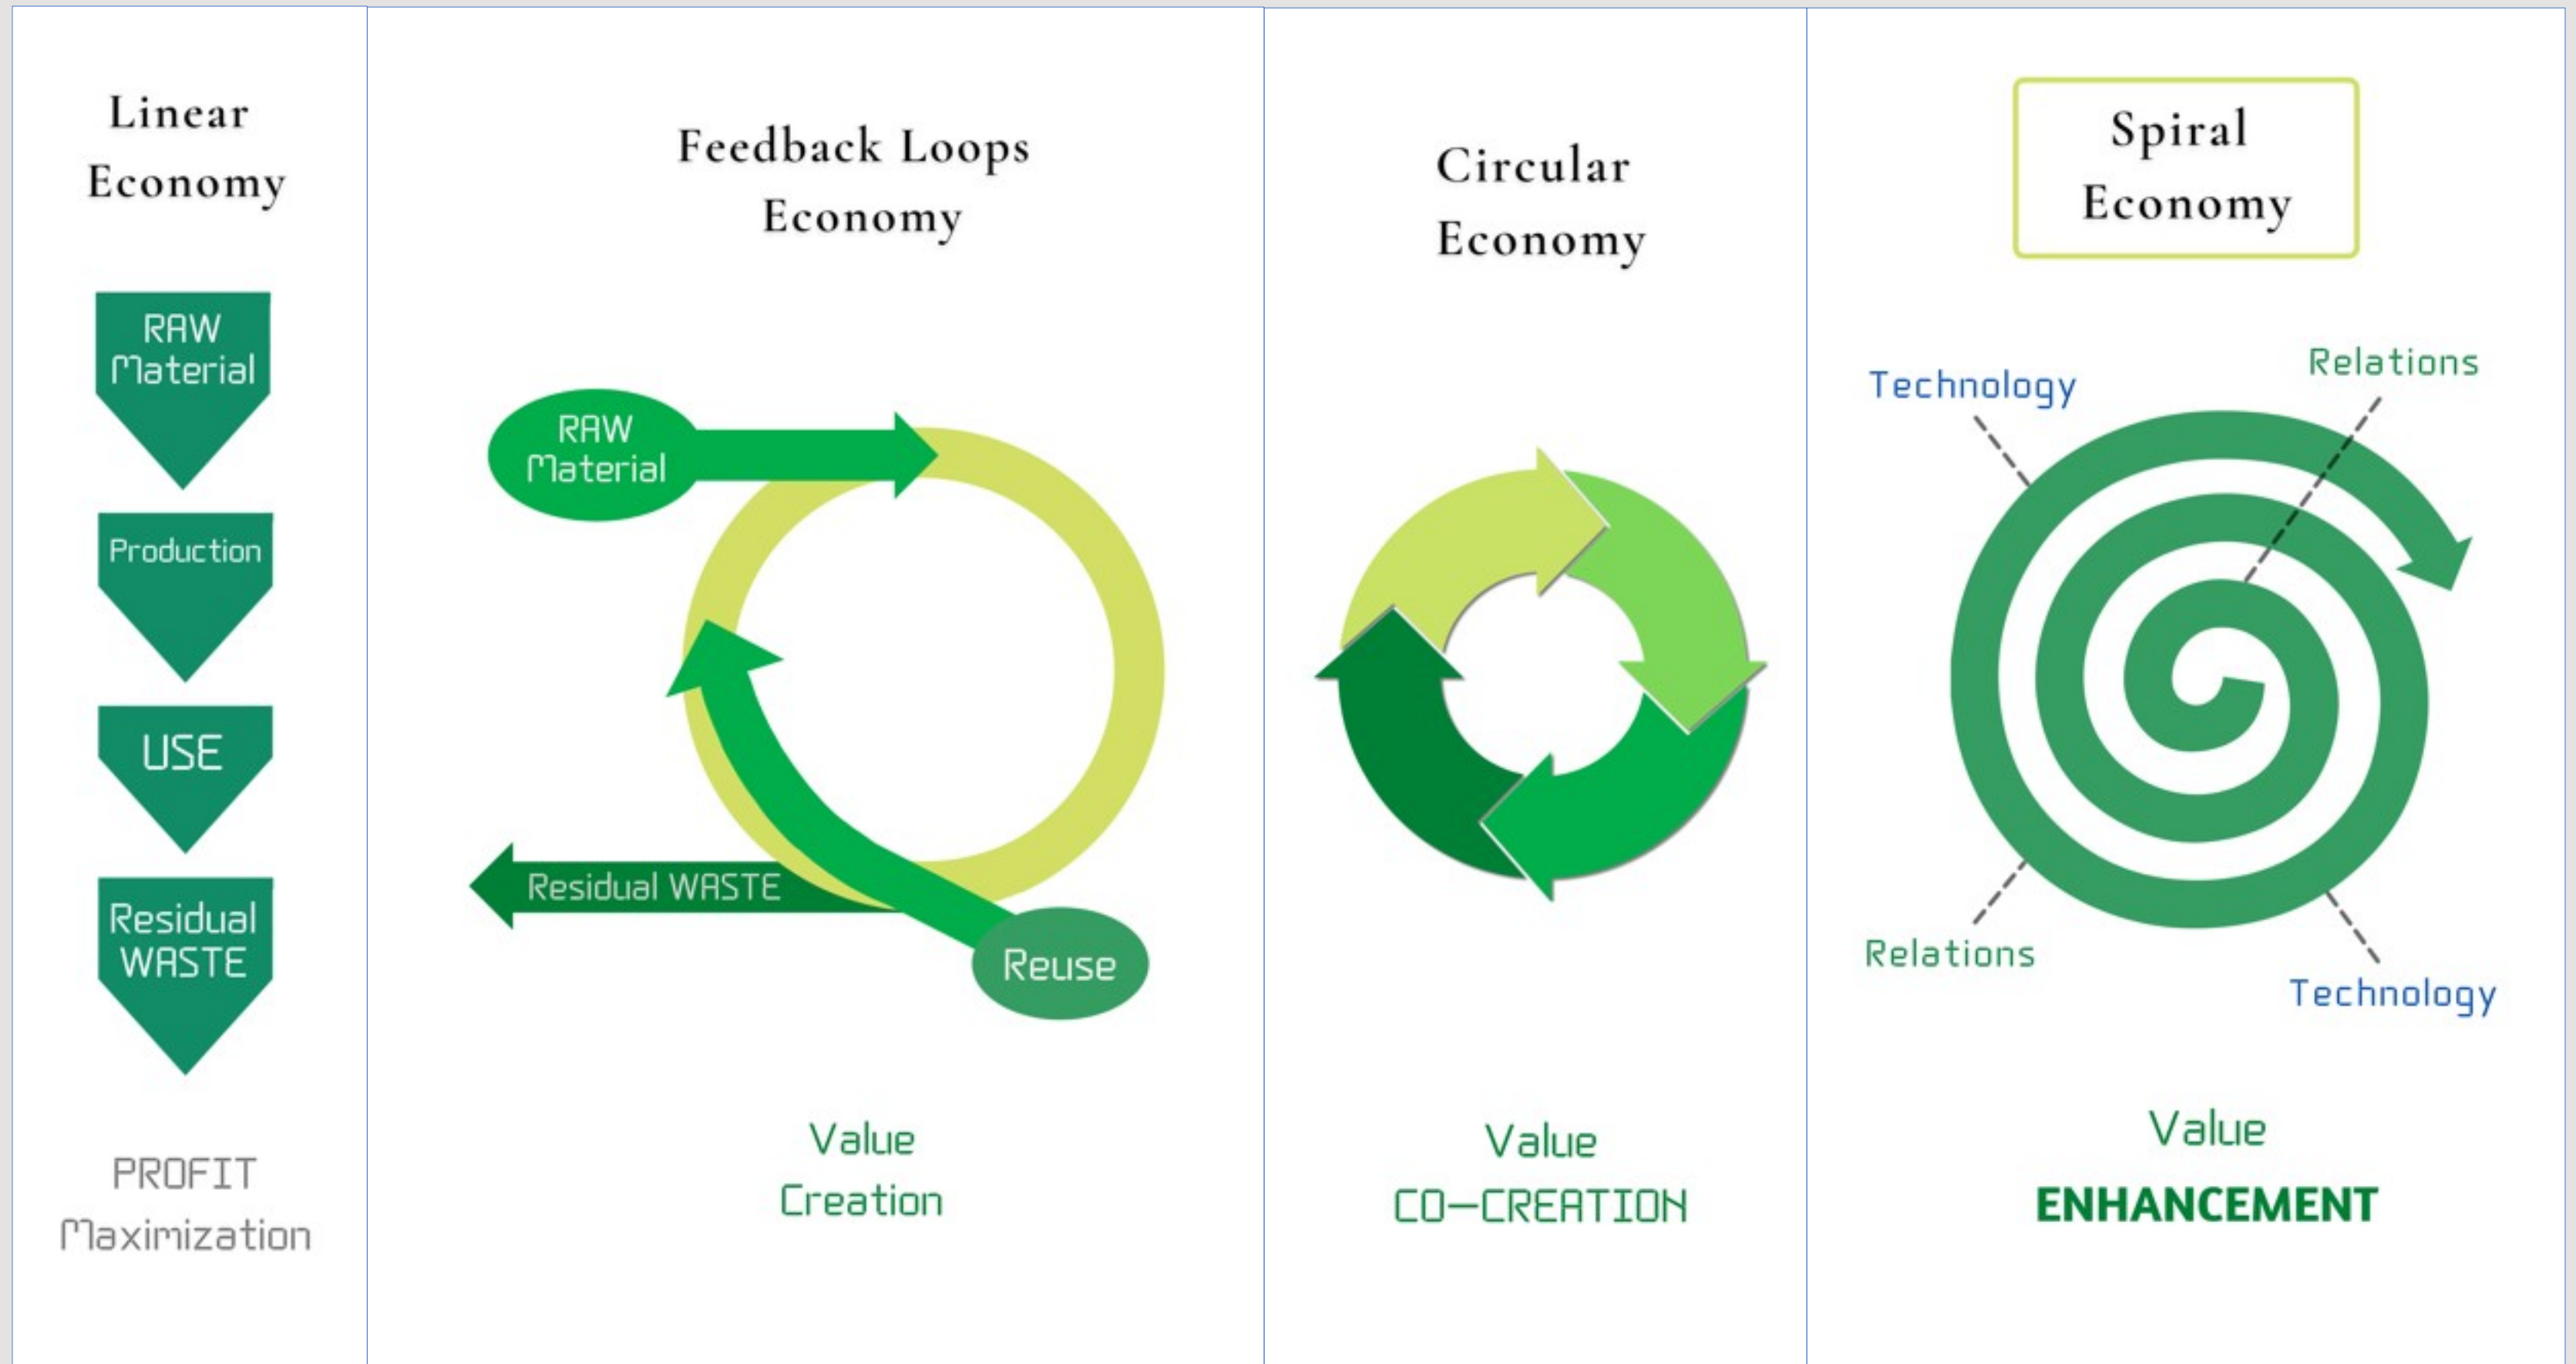 Linear
Economy
RAW
Material
Production
USE
Residual
WASTE
PROFIT
Maximization
Feedback Loops
Economy
RAW
Material
Residual WASTE
Reuse
Value
Creation
Circular
Economy
Value
CO-CREATION
Spiral
Economy
Relations
Technology
Relations
Technology
Value
ENHANCEMENT